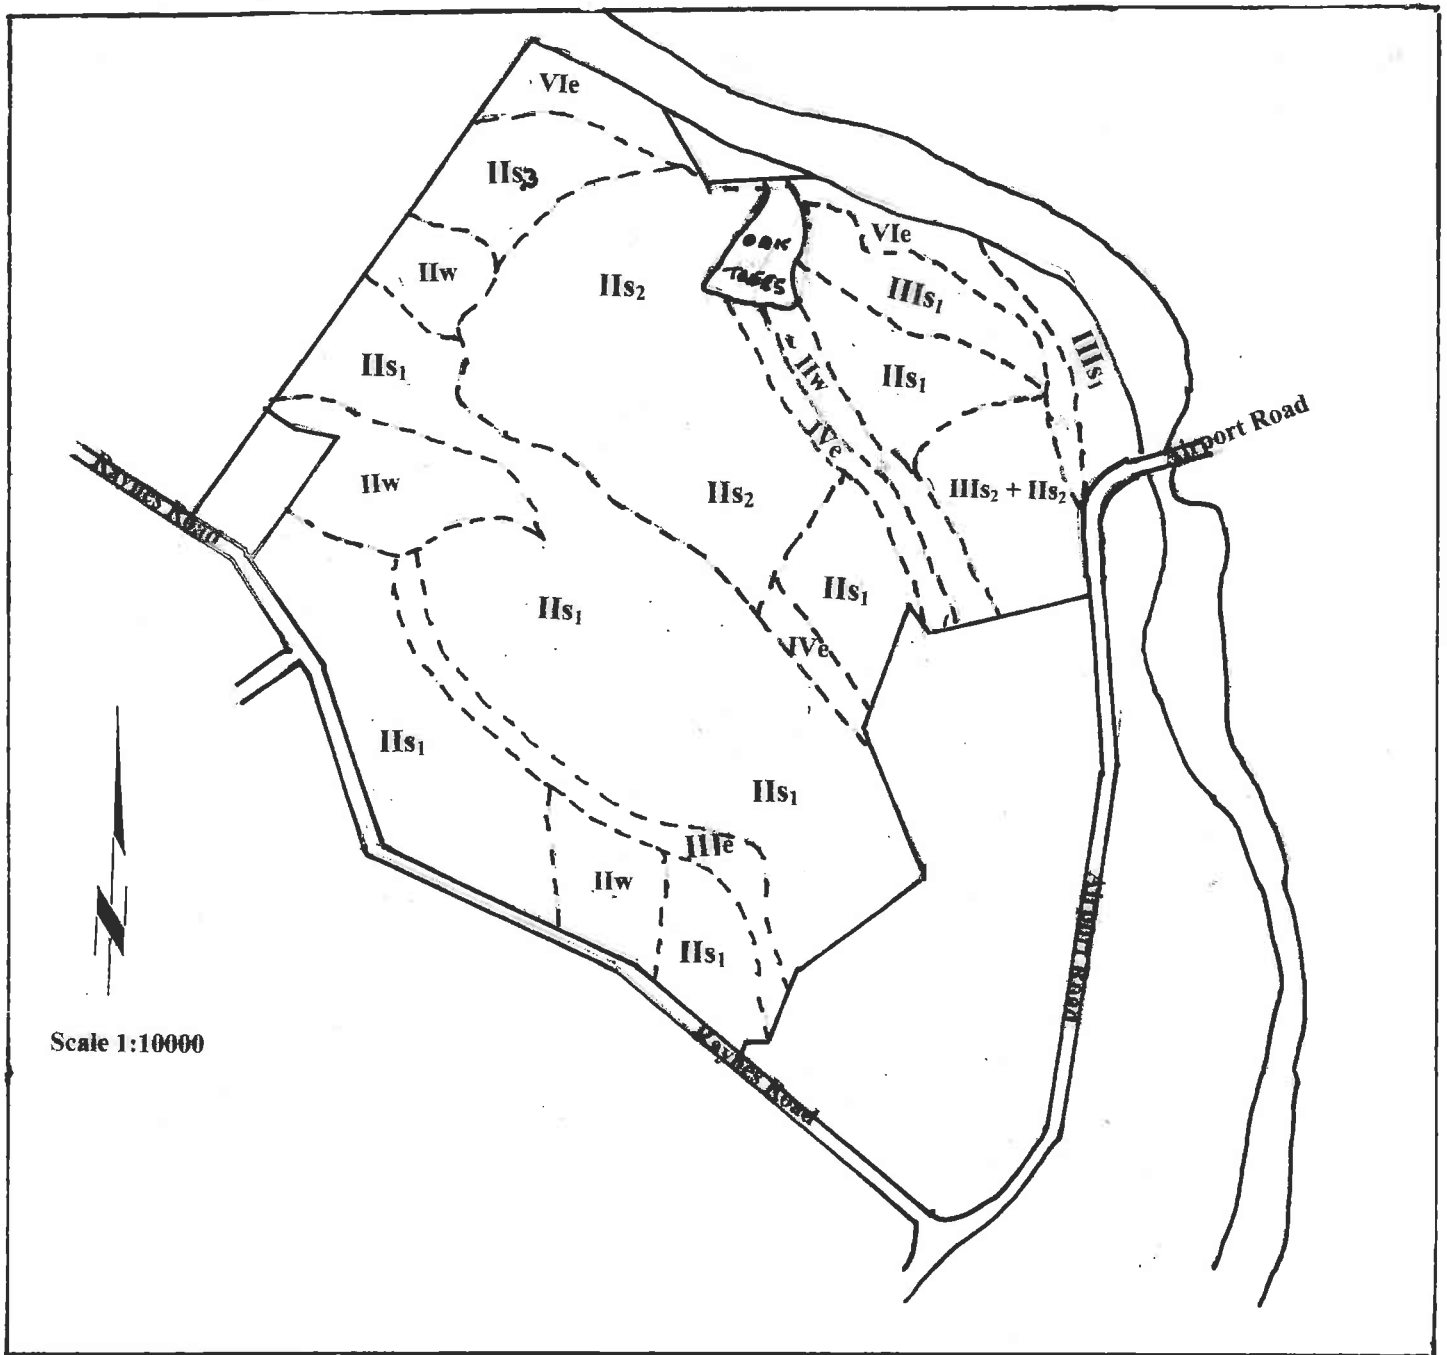 VIe
IIs3
OAK
TREES
VIe
IIw
IIs₂
IIIs₁
IIIs₁
IIs₁
IIw
IIs₁
Airport Road
IVe
Raynes Road
IIw
IIs₂
IIIs₂ + IIs₂
IIs₁
IIs₁
IVe
IIs₁
IIs₁
IIIe
IIw
IIs₁
Airport Road
Scale 1:10000
Raynes Road